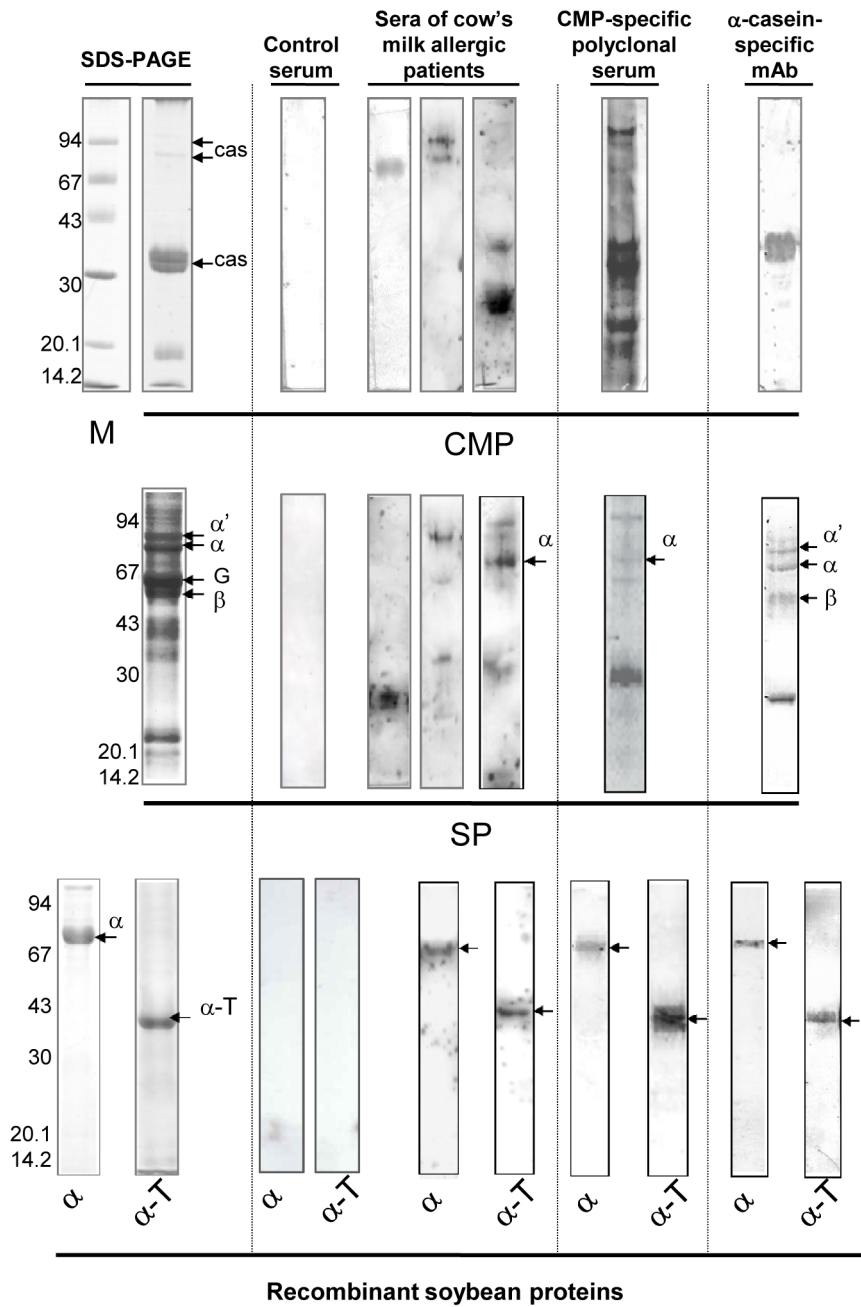 SDS-PAGE
Control
serum
Sera of cow's
milk allergic
patients
CMP-specific
polyclonal
serum
α-casein-
specific
mAb
94
67
43
30
20.1
14.2
cas
cas
M
CMP
94
67
43
30
20.1
14.2
α'
α
G
β
α
α
α'
α
β
SP
94
67
43
30
20.1
14.2
α
α-T
α
α-T
α
α-T
α
α-T
α
α-T
α
α-T
Recombinant soybean proteins